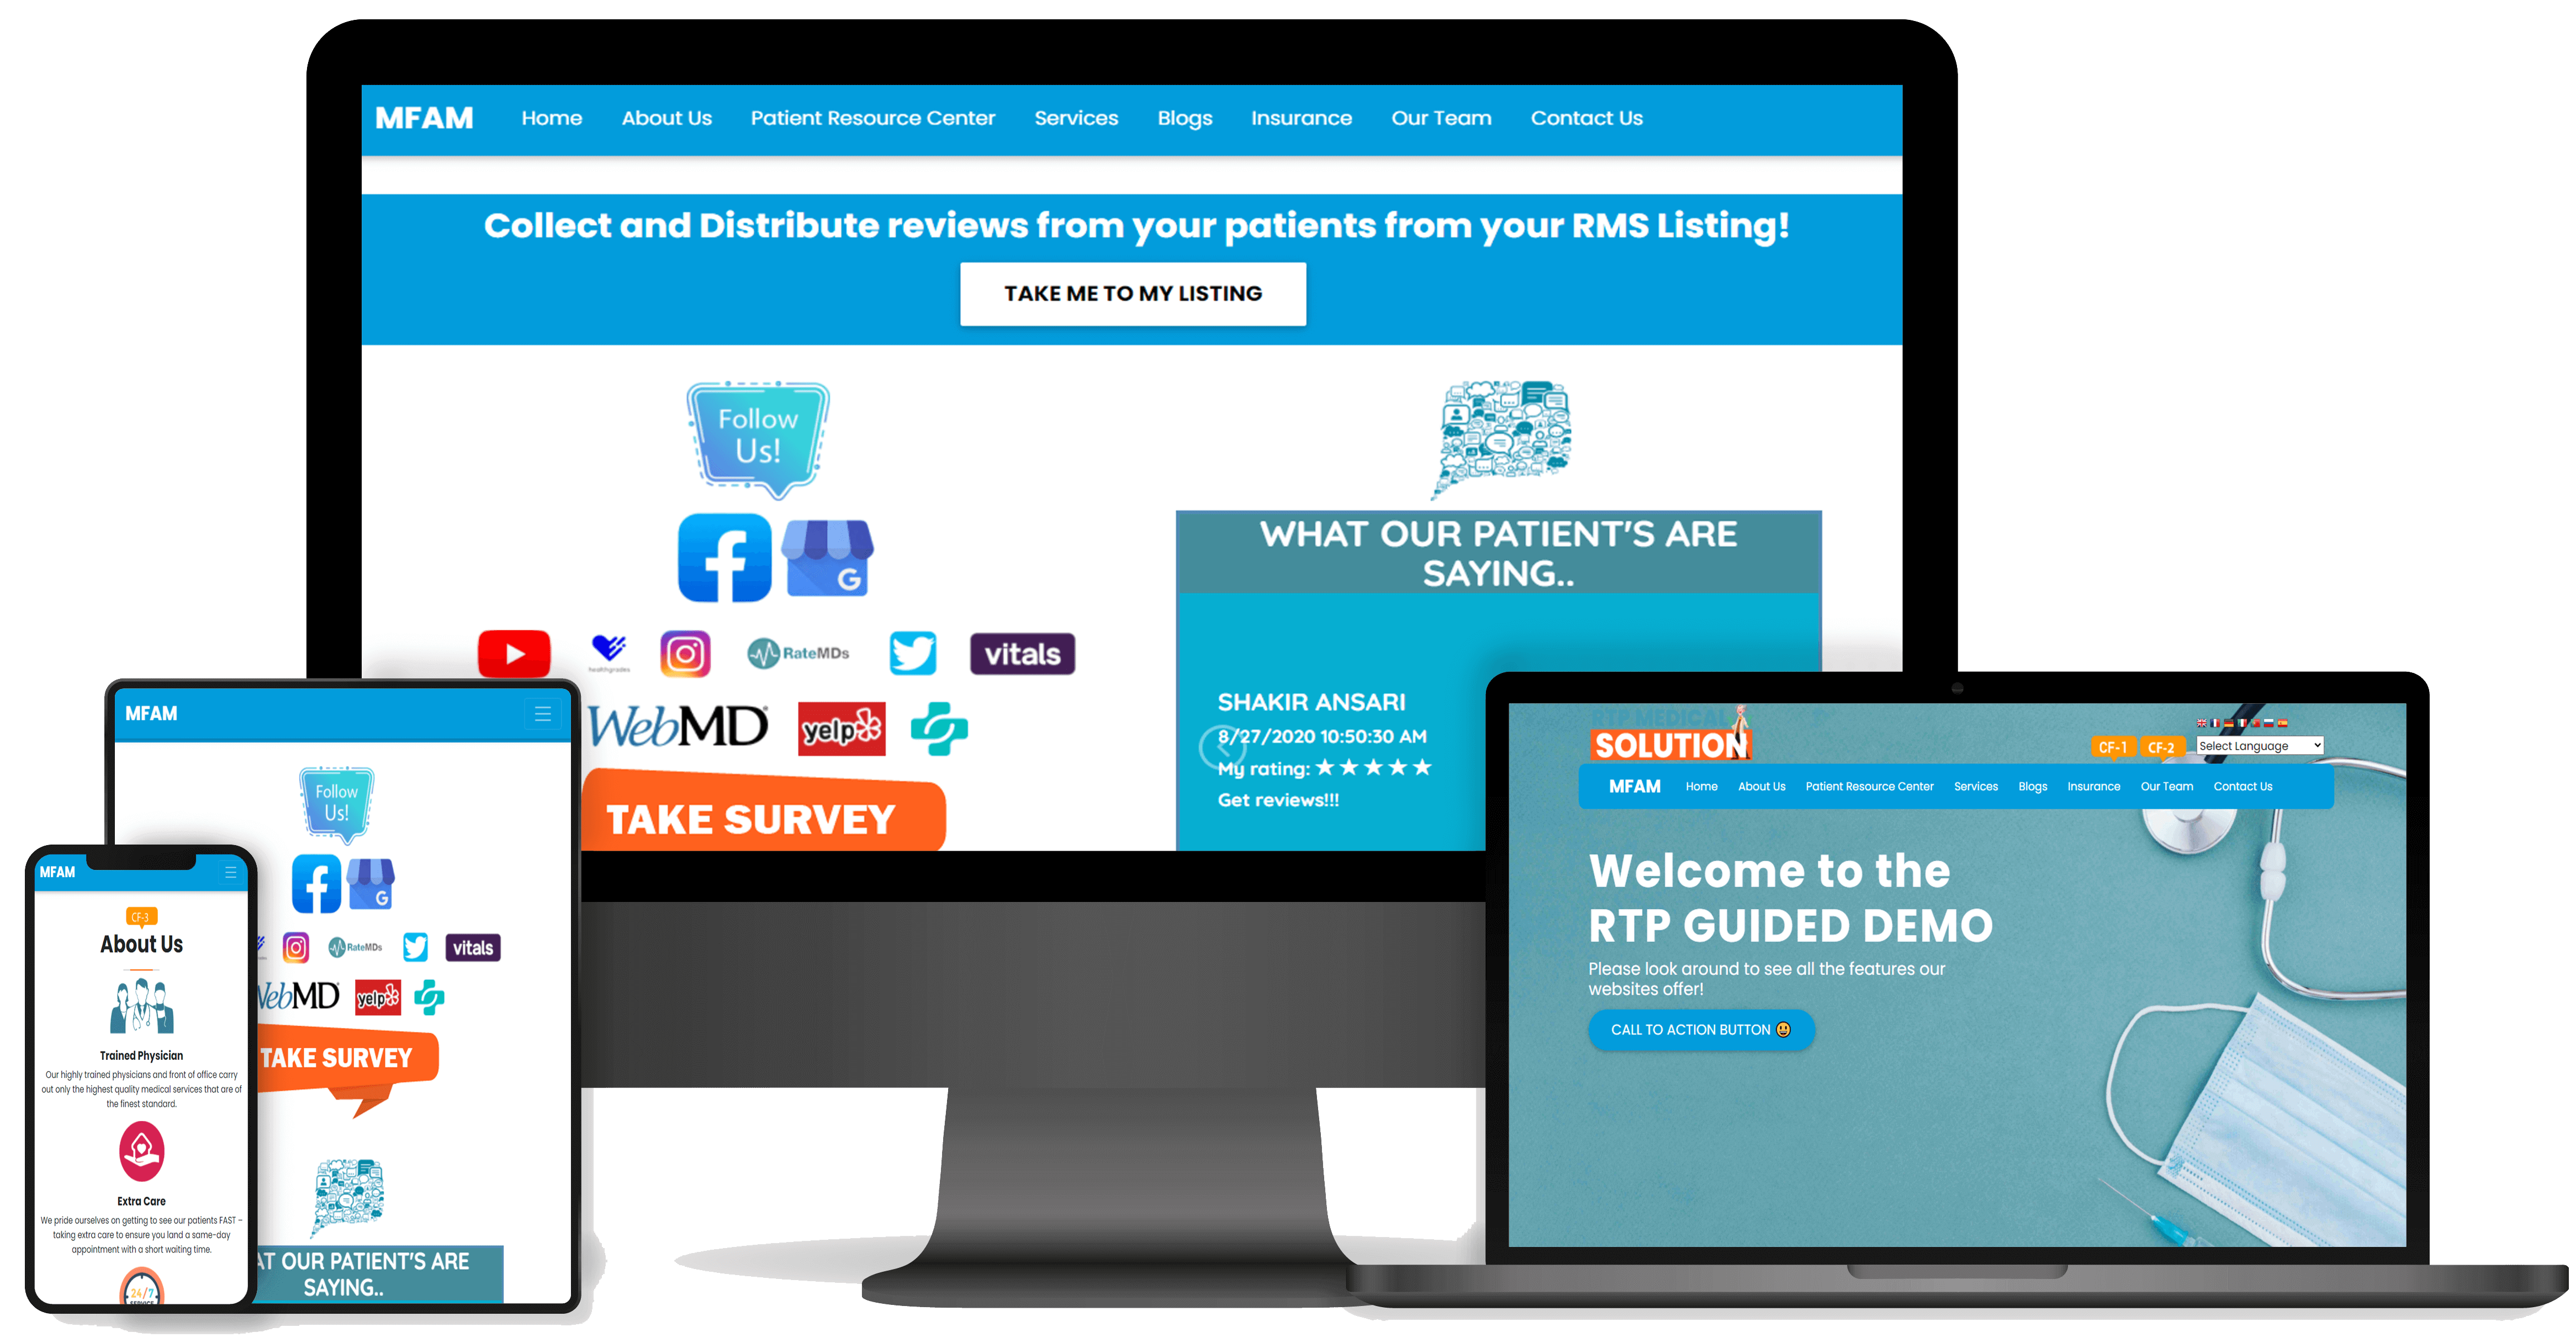 MFAM Home About Us Patient Resource Center Services Blogs Insurance Our Team Contact Us
Collect and Distribute reviews from your patients from your RMS Listing!
TAKE ME TO MY LISTING
Follow
Us!
G
healthgrades
RateMDs
vitals
WebMD
yelp
TAKE SURVEY
WHAT OUR PATIENT'S ARE
SAYING..
SHAKIR ANSARI
8/27/2020 10:50:30 AM
My rating: ★★★★★
Get reviews!!!
MFAM
Follow
Us!
G
RateMDs
vitals
WebMD
yelp
TAKE SURVEY
AT OUR PATIENT'S ARE
SAYING..
MFAM
CF-3
About Us
Trained Physician
Our highly trained physicians and front of office carry
out only the highest quality medical services that are of
the finest standard.
Extra Care
We pride ourselves on getting to see our patients FAST –
taking extra care to ensure you land a same-day
appointment with a short waiting time.
24/7
SERVICE
RTP MEDICAL
SOLUTION
CF-1 CF-2 Select Language
MFAM Home About Us Patient Resource Center Services Blogs Insurance Our Team Contact Us
Welcome to the
RTP GUIDED DEMO
Please look around to see all the features our
websites offer!
CALL TO ACTION BUTTON 😃